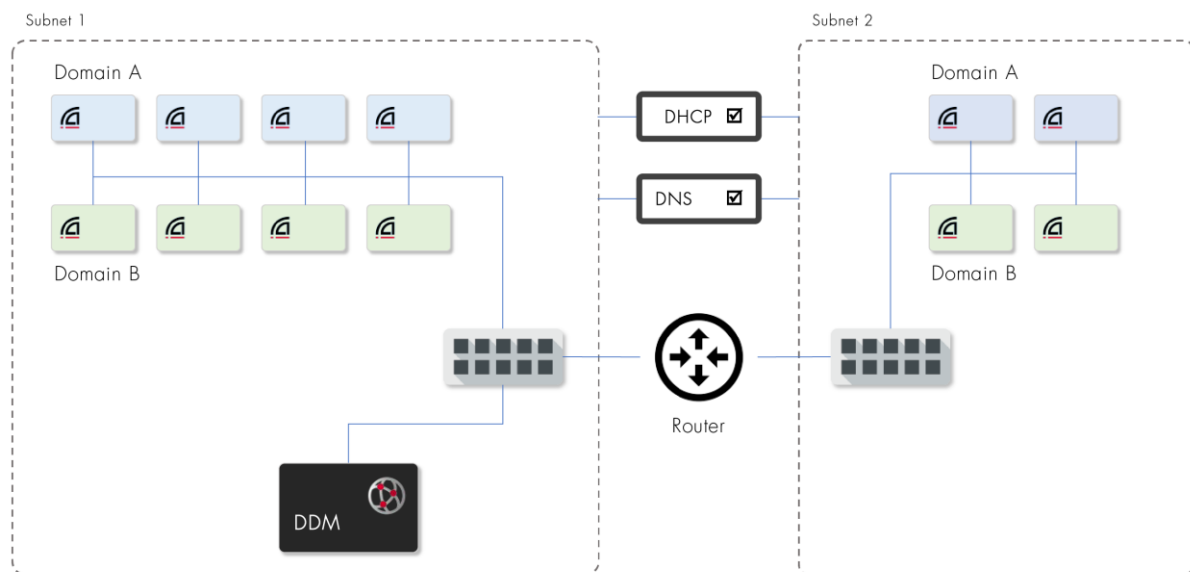 Subnet 1
Subnet 2
Domain A
Domain A
DHCP
DNS
Domain B
Domain B
Router
DDM